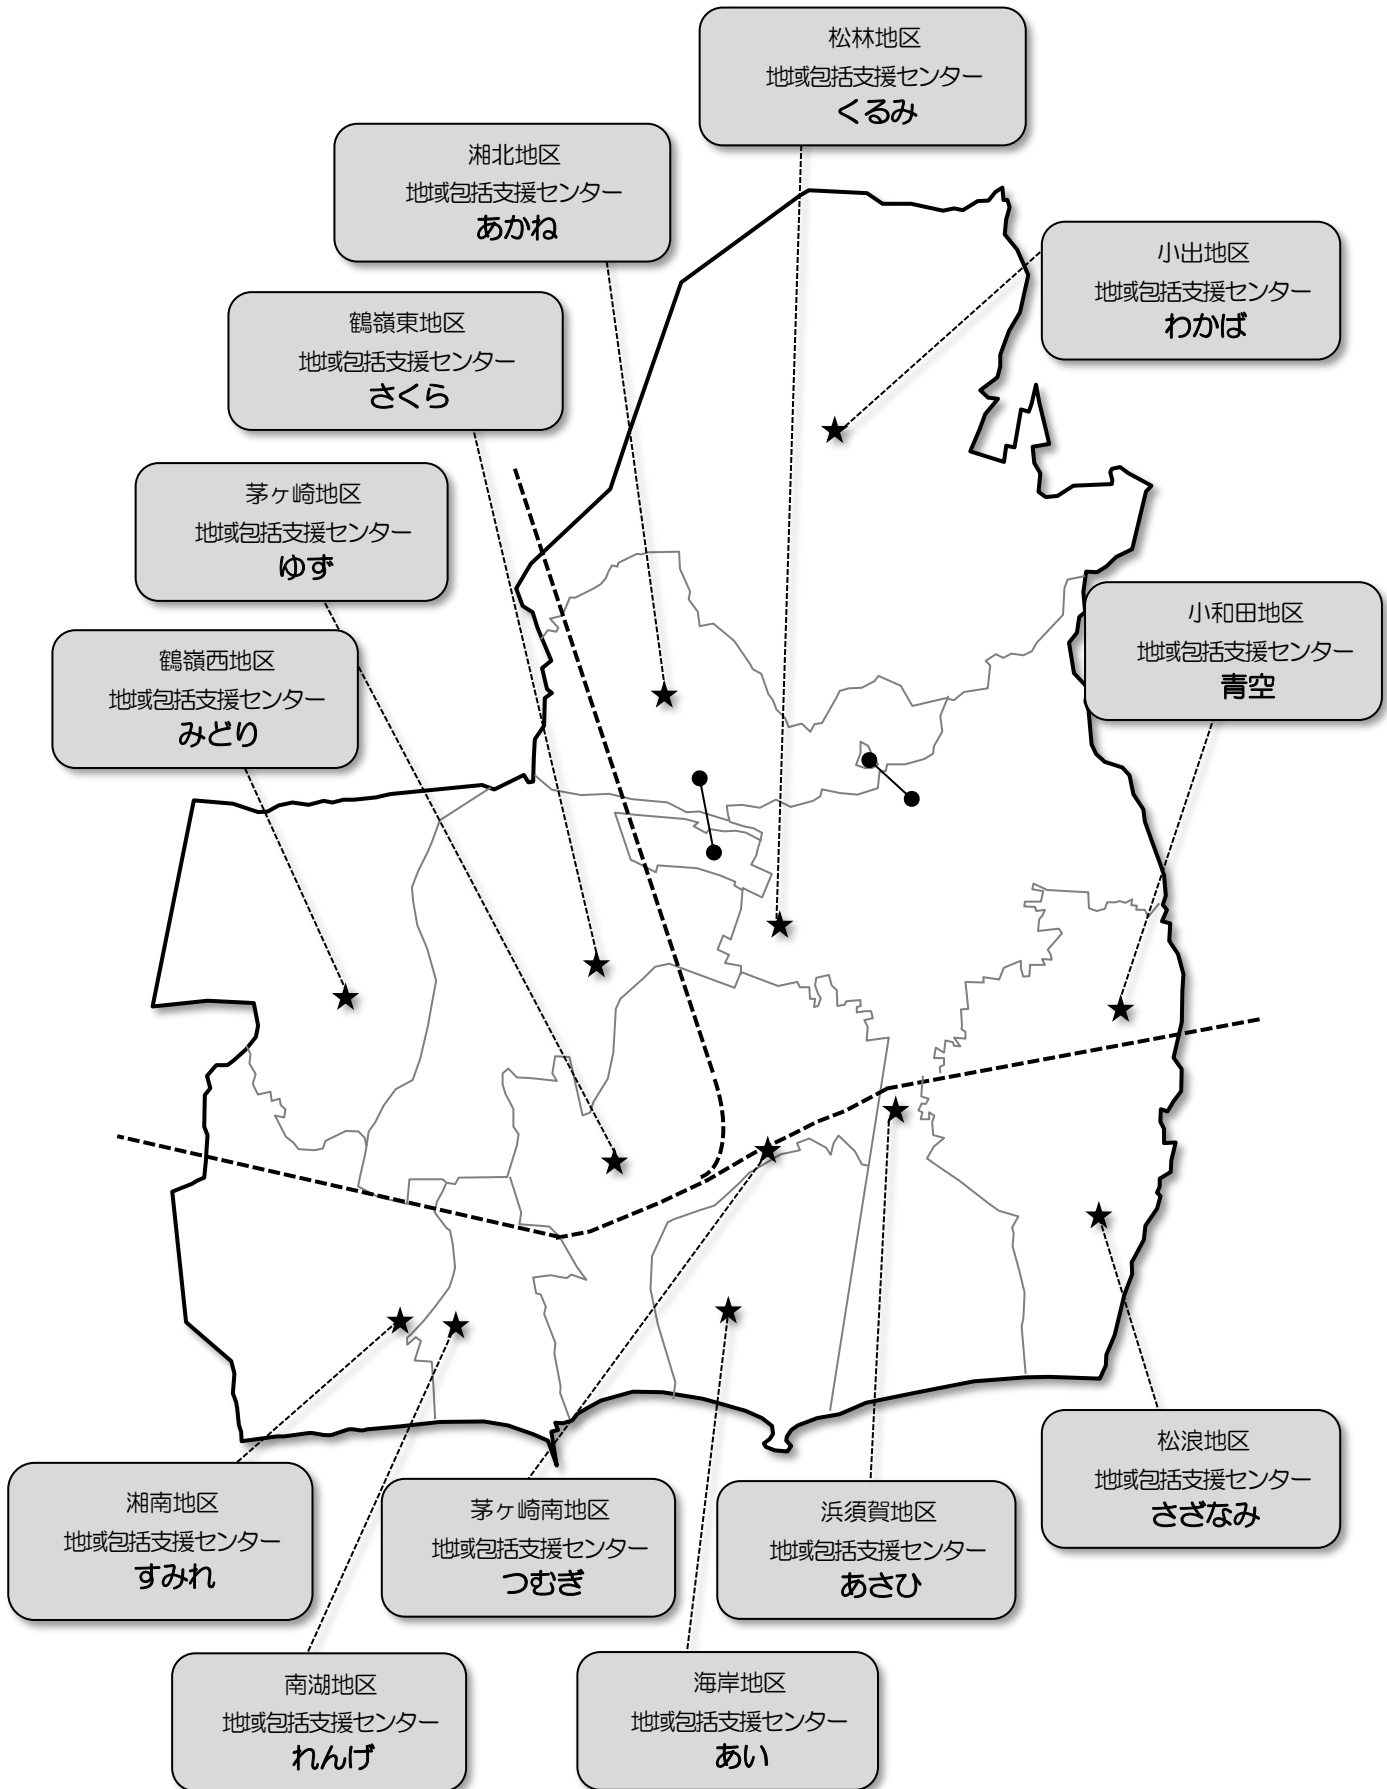 松林地区
地域包括支援センター
くるみ
湘北地区
地域包括支援センター
あかね
小出地区
地域包括支援センター
わかば
鶴嶺東地区
地域包括支援センター
さくら
茅ヶ崎地区
地域包括支援センター
ゆず
小和田地区
地域包括支援センター
青空
鶴嶺西地区
地域包括支援センター
みどり
松浪地区
地域包括支援センター
さざなみ
湘南地区
地域包括支援センター
すみれ
茅ヶ崎南地区
地域包括支援センター
つむぎ
浜須賀地区
地域包括支援センター
あさひ
南湖地区
地域包括支援センター
れんげ
海岸地区
地域包括支援センター
あい